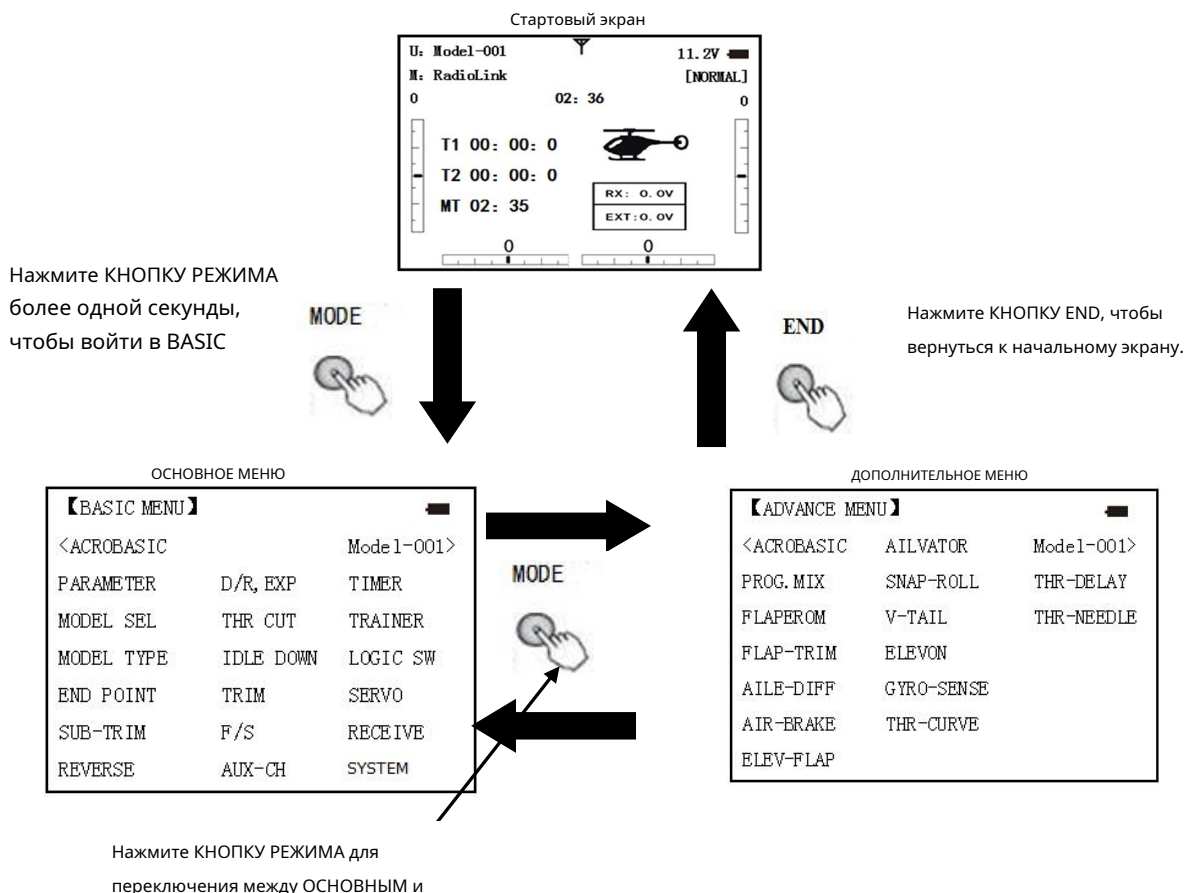 Стартовый экран
U: Model-001
11.2V
M: RadioLink
[NORMAL]
0
02: 36
0
T1 00: 00: 0
T2 00: 00: 0
MT 02: 35
RX: 0.0V
EXT:0.0V
0
0
Нажмите КНОПКУ РЕЖИМА
более одной секунды,
чтобы войти в BASIC
MODE
END
Нажмите КНОПКУ END, чтобы
вернуться к начальному экрану.
ОСНОВНОЕ МЕНЮ
【BASIC MENU】
<ACROBASIC Model-001>
PARAMETER D/R,EXP TIMER
MODEL SEL THR CUT TRAINER
MODEL TYPE IDLE DOWN LOGIC SW
END POINT TRIM SERVO
SUB-TRIM F/S RECEIVE
REVERSE AUX-CH SYSTEM
MODE
ДОПОЛНИТЕЛЬНОЕ МЕНЮ
【ADVANCE MENU】
<ACROBASIC AILVATOR Model-001>
PROG.MIX SNAP-ROLL THR-DELAY
FLAPEROM V-TAIL THR-NEEDLE
FLAP-TRIM ELEVON
AILE-DIFF GYRO-SENSE
AIR-BRAKE THR-CURVE
ELEV-FLAP
Нажмите КНОПКУ РЕЖИМА для
переключения между ОСНОВНЫМ и